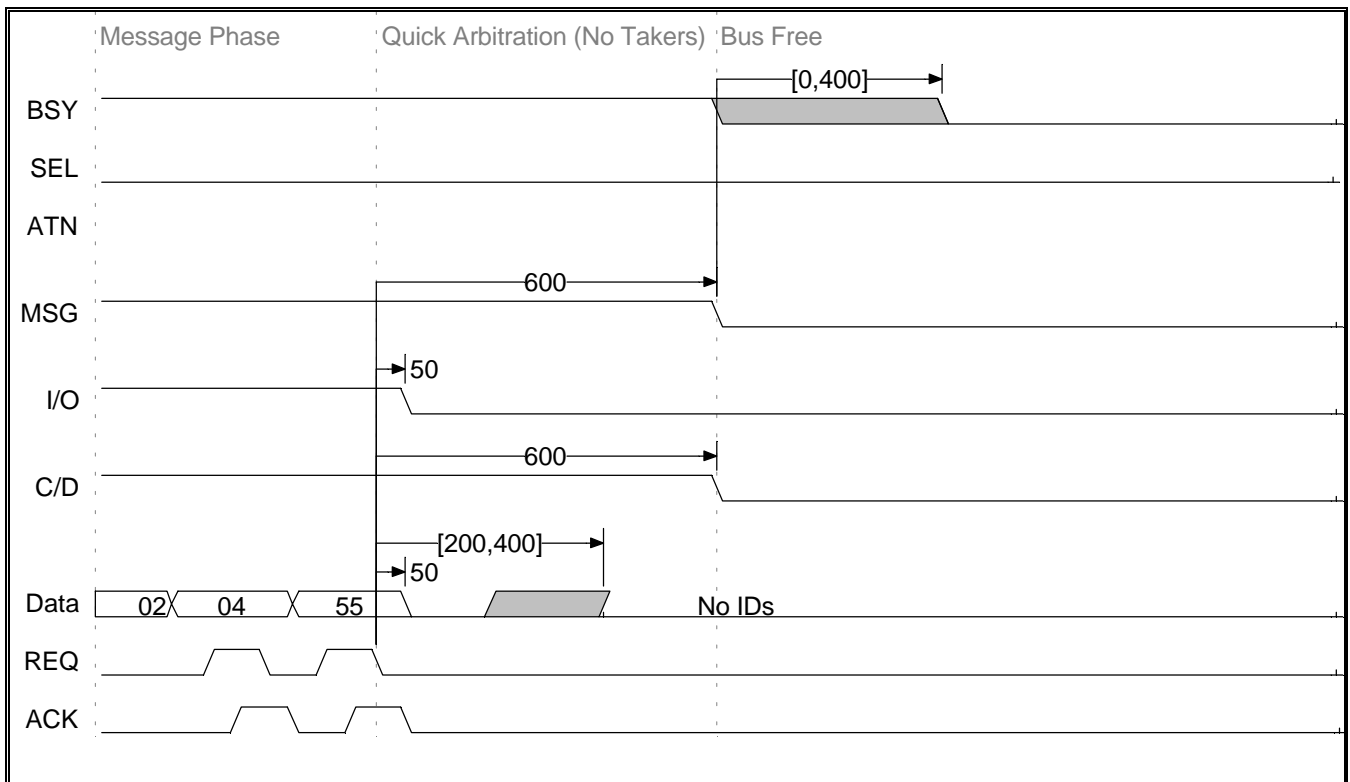 Message Phase Quick Arbitration (No Takers) Bus Free
[0,400]
BSY
SEL
ATN
600
MSG
50
I/O
600
C/D
[200,400]
50
Data 02 04 55 No IDs
REQ
ACK